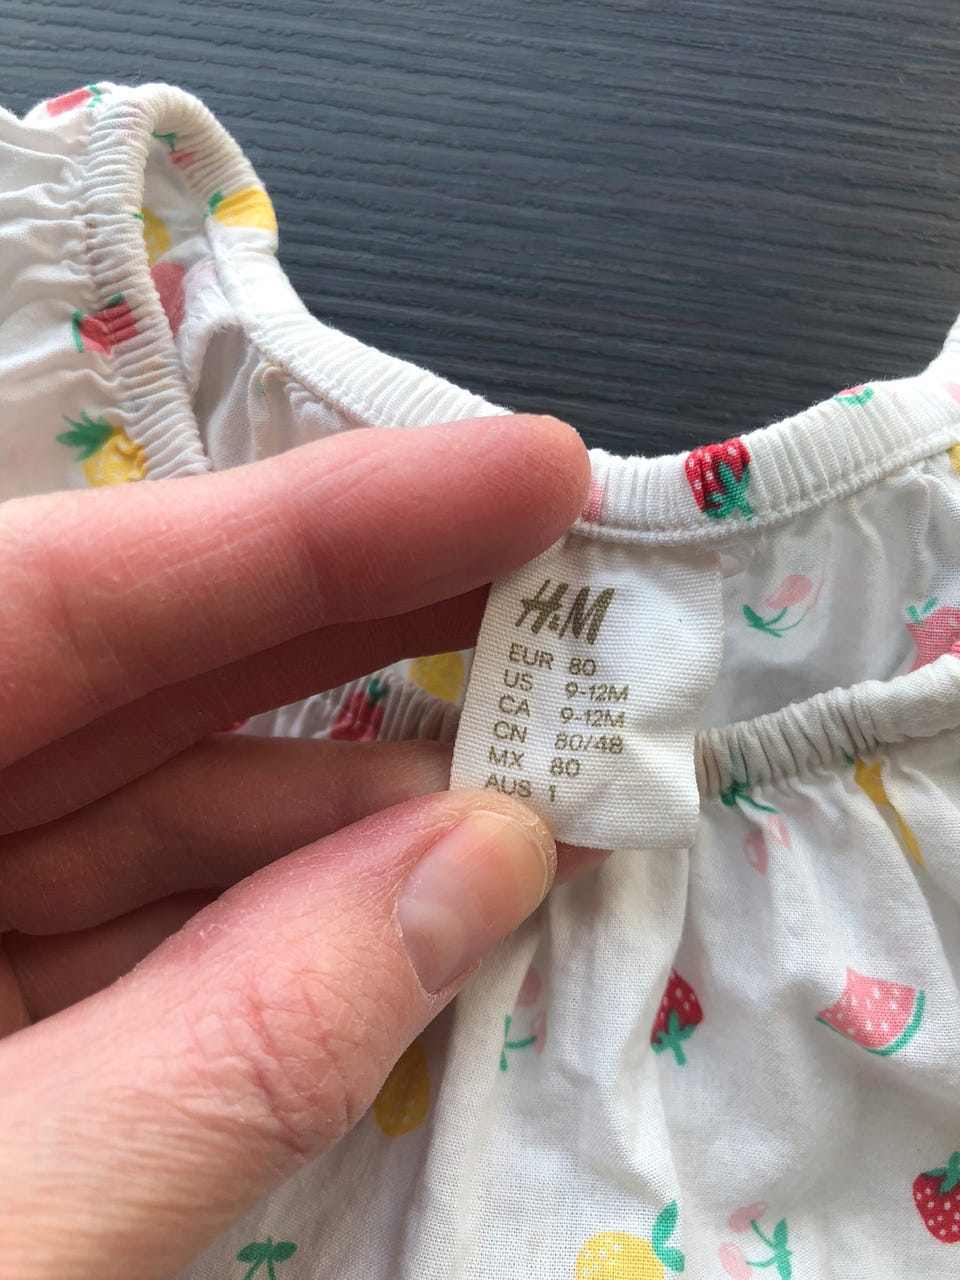 H&M
EUR 80
US 9-12M
CA 9-12M
CN 80/48
MX 80
AUS 1